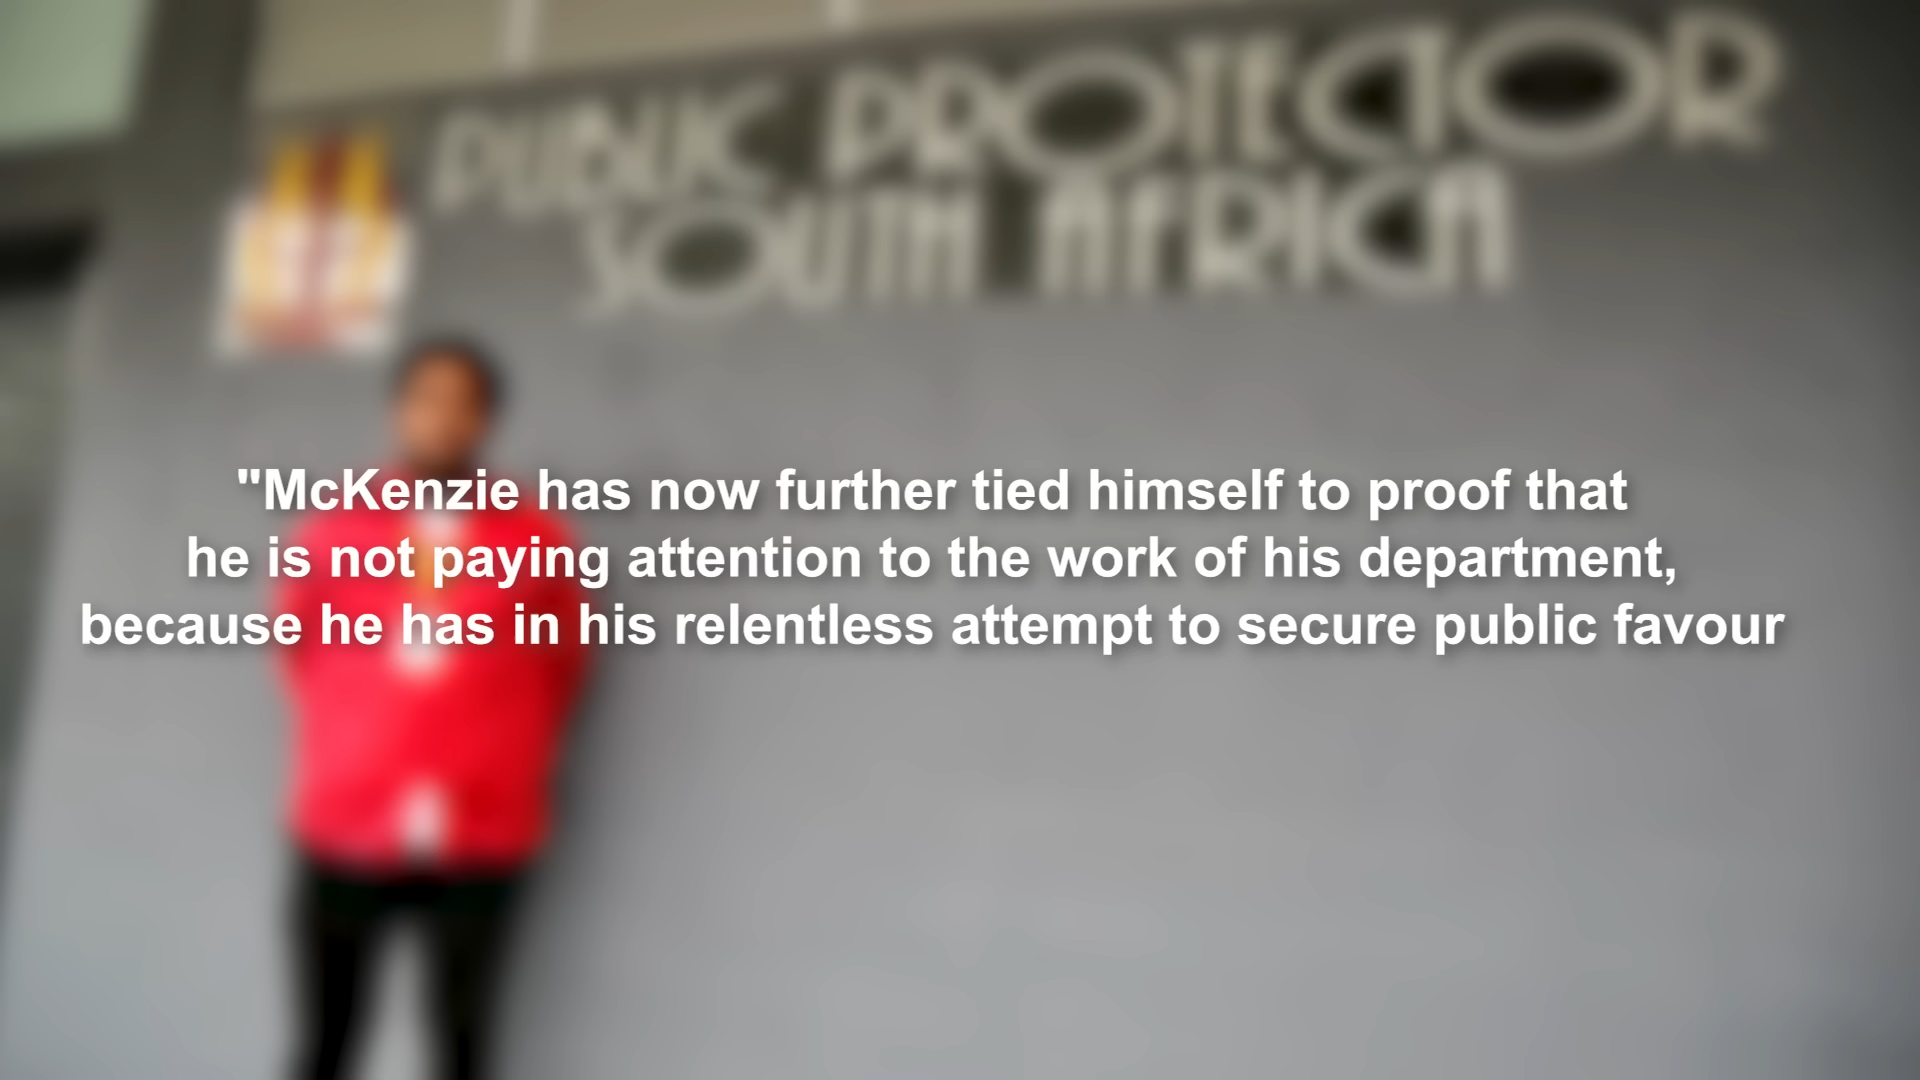 PUBLIC PROTECTOR
SOUTH AFRICA
"McKenzie has now further tied himself to proof that
he is not paying attention to the work of his department,
because he has in his relentless attempt to secure public favour